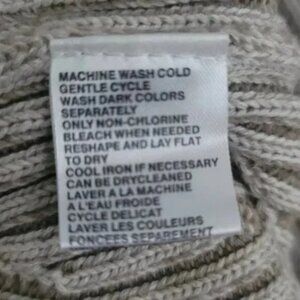 MACHINE WASH COLD
GENTLE CYCLE
WASH DARK COLORS
SEPARATELY
ONLY NON-CHLORINE
BLEACH WHEN NEEDED
RESHAPE AND LAY FLAT
TO DRY
COOL IRON IF NECESSARY
CAN BE DRYCLEANED
LAVER A LA MACHINE
A L'EAU FROIDE
CYCLE DELICAT
LAVER LES COULEURS
FONCEES SEPAREMENT